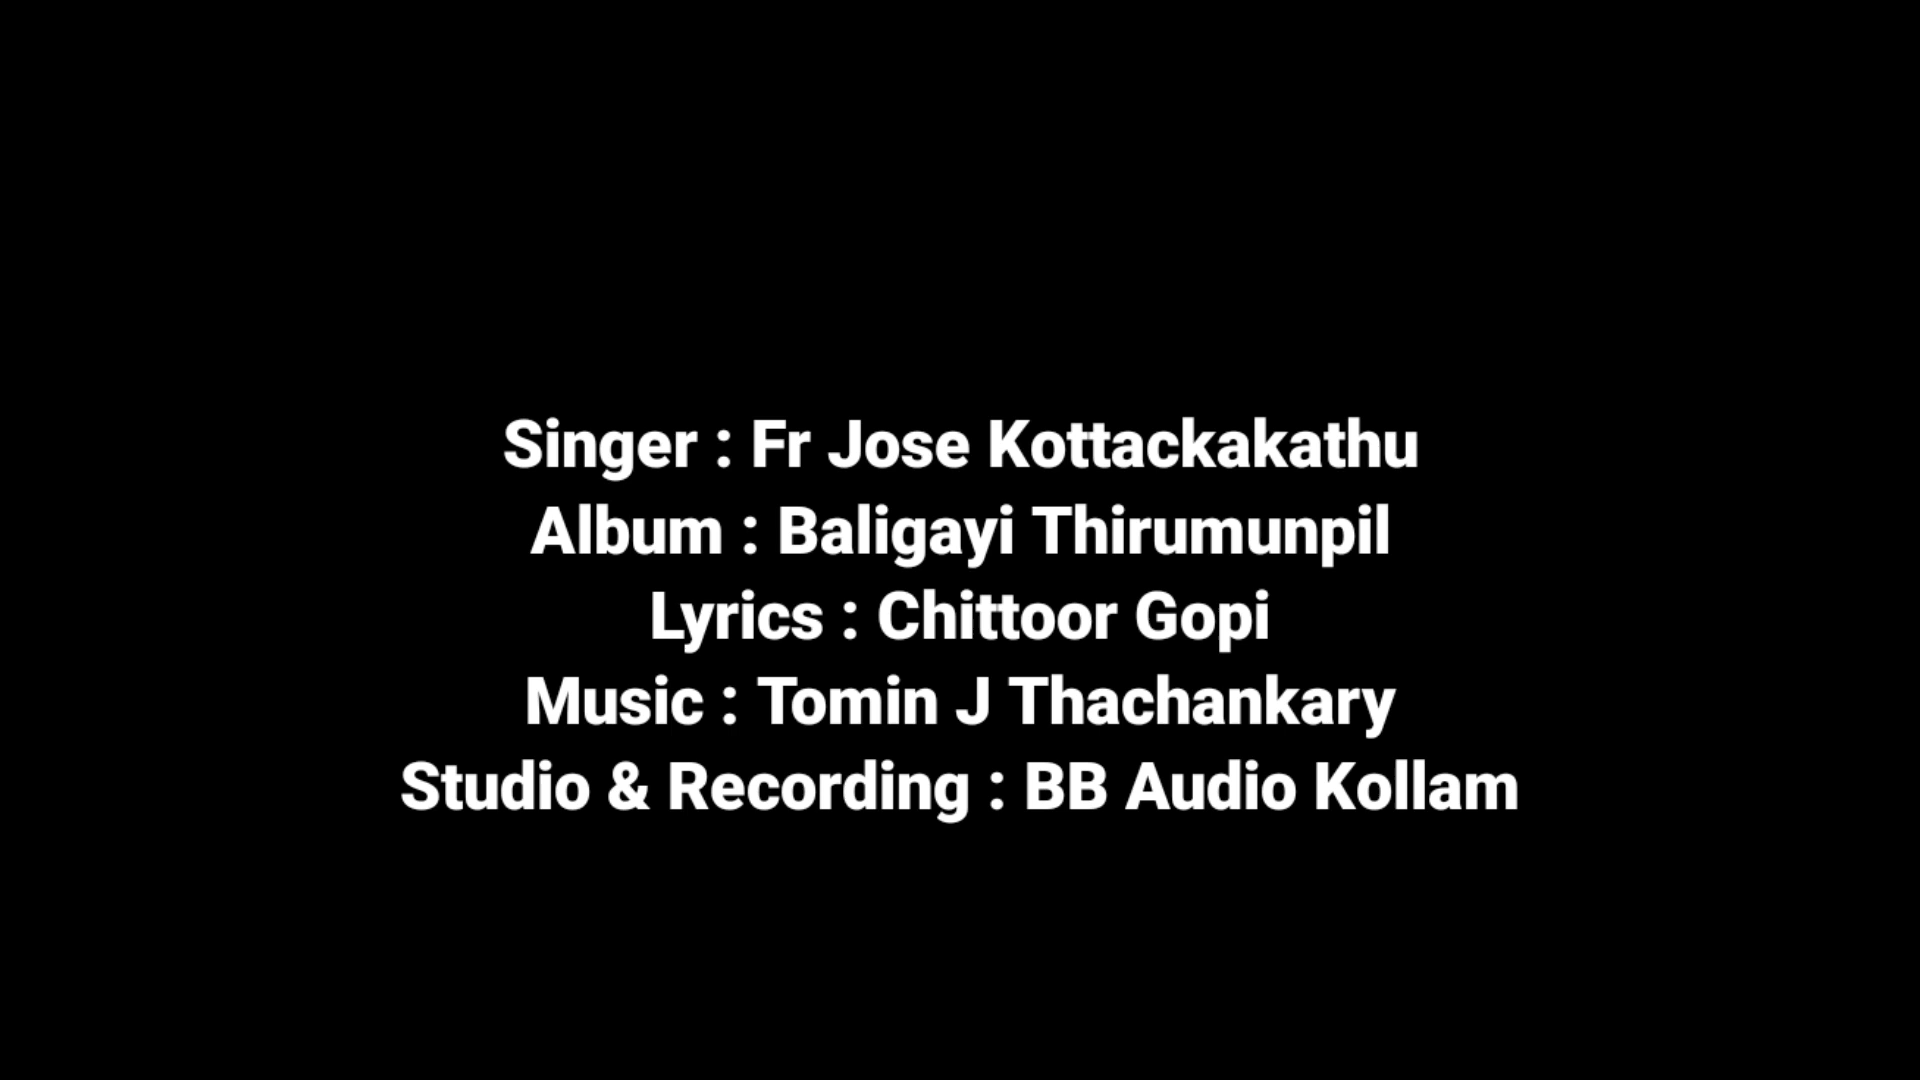 Singer : Fr Jose Kottackakathu
Album : Baligayi Thirumunpil
Lyrics : Chittoor Gopi
Music : Tomin J Thachankary
Studio & Recording : BB Audio Kollam